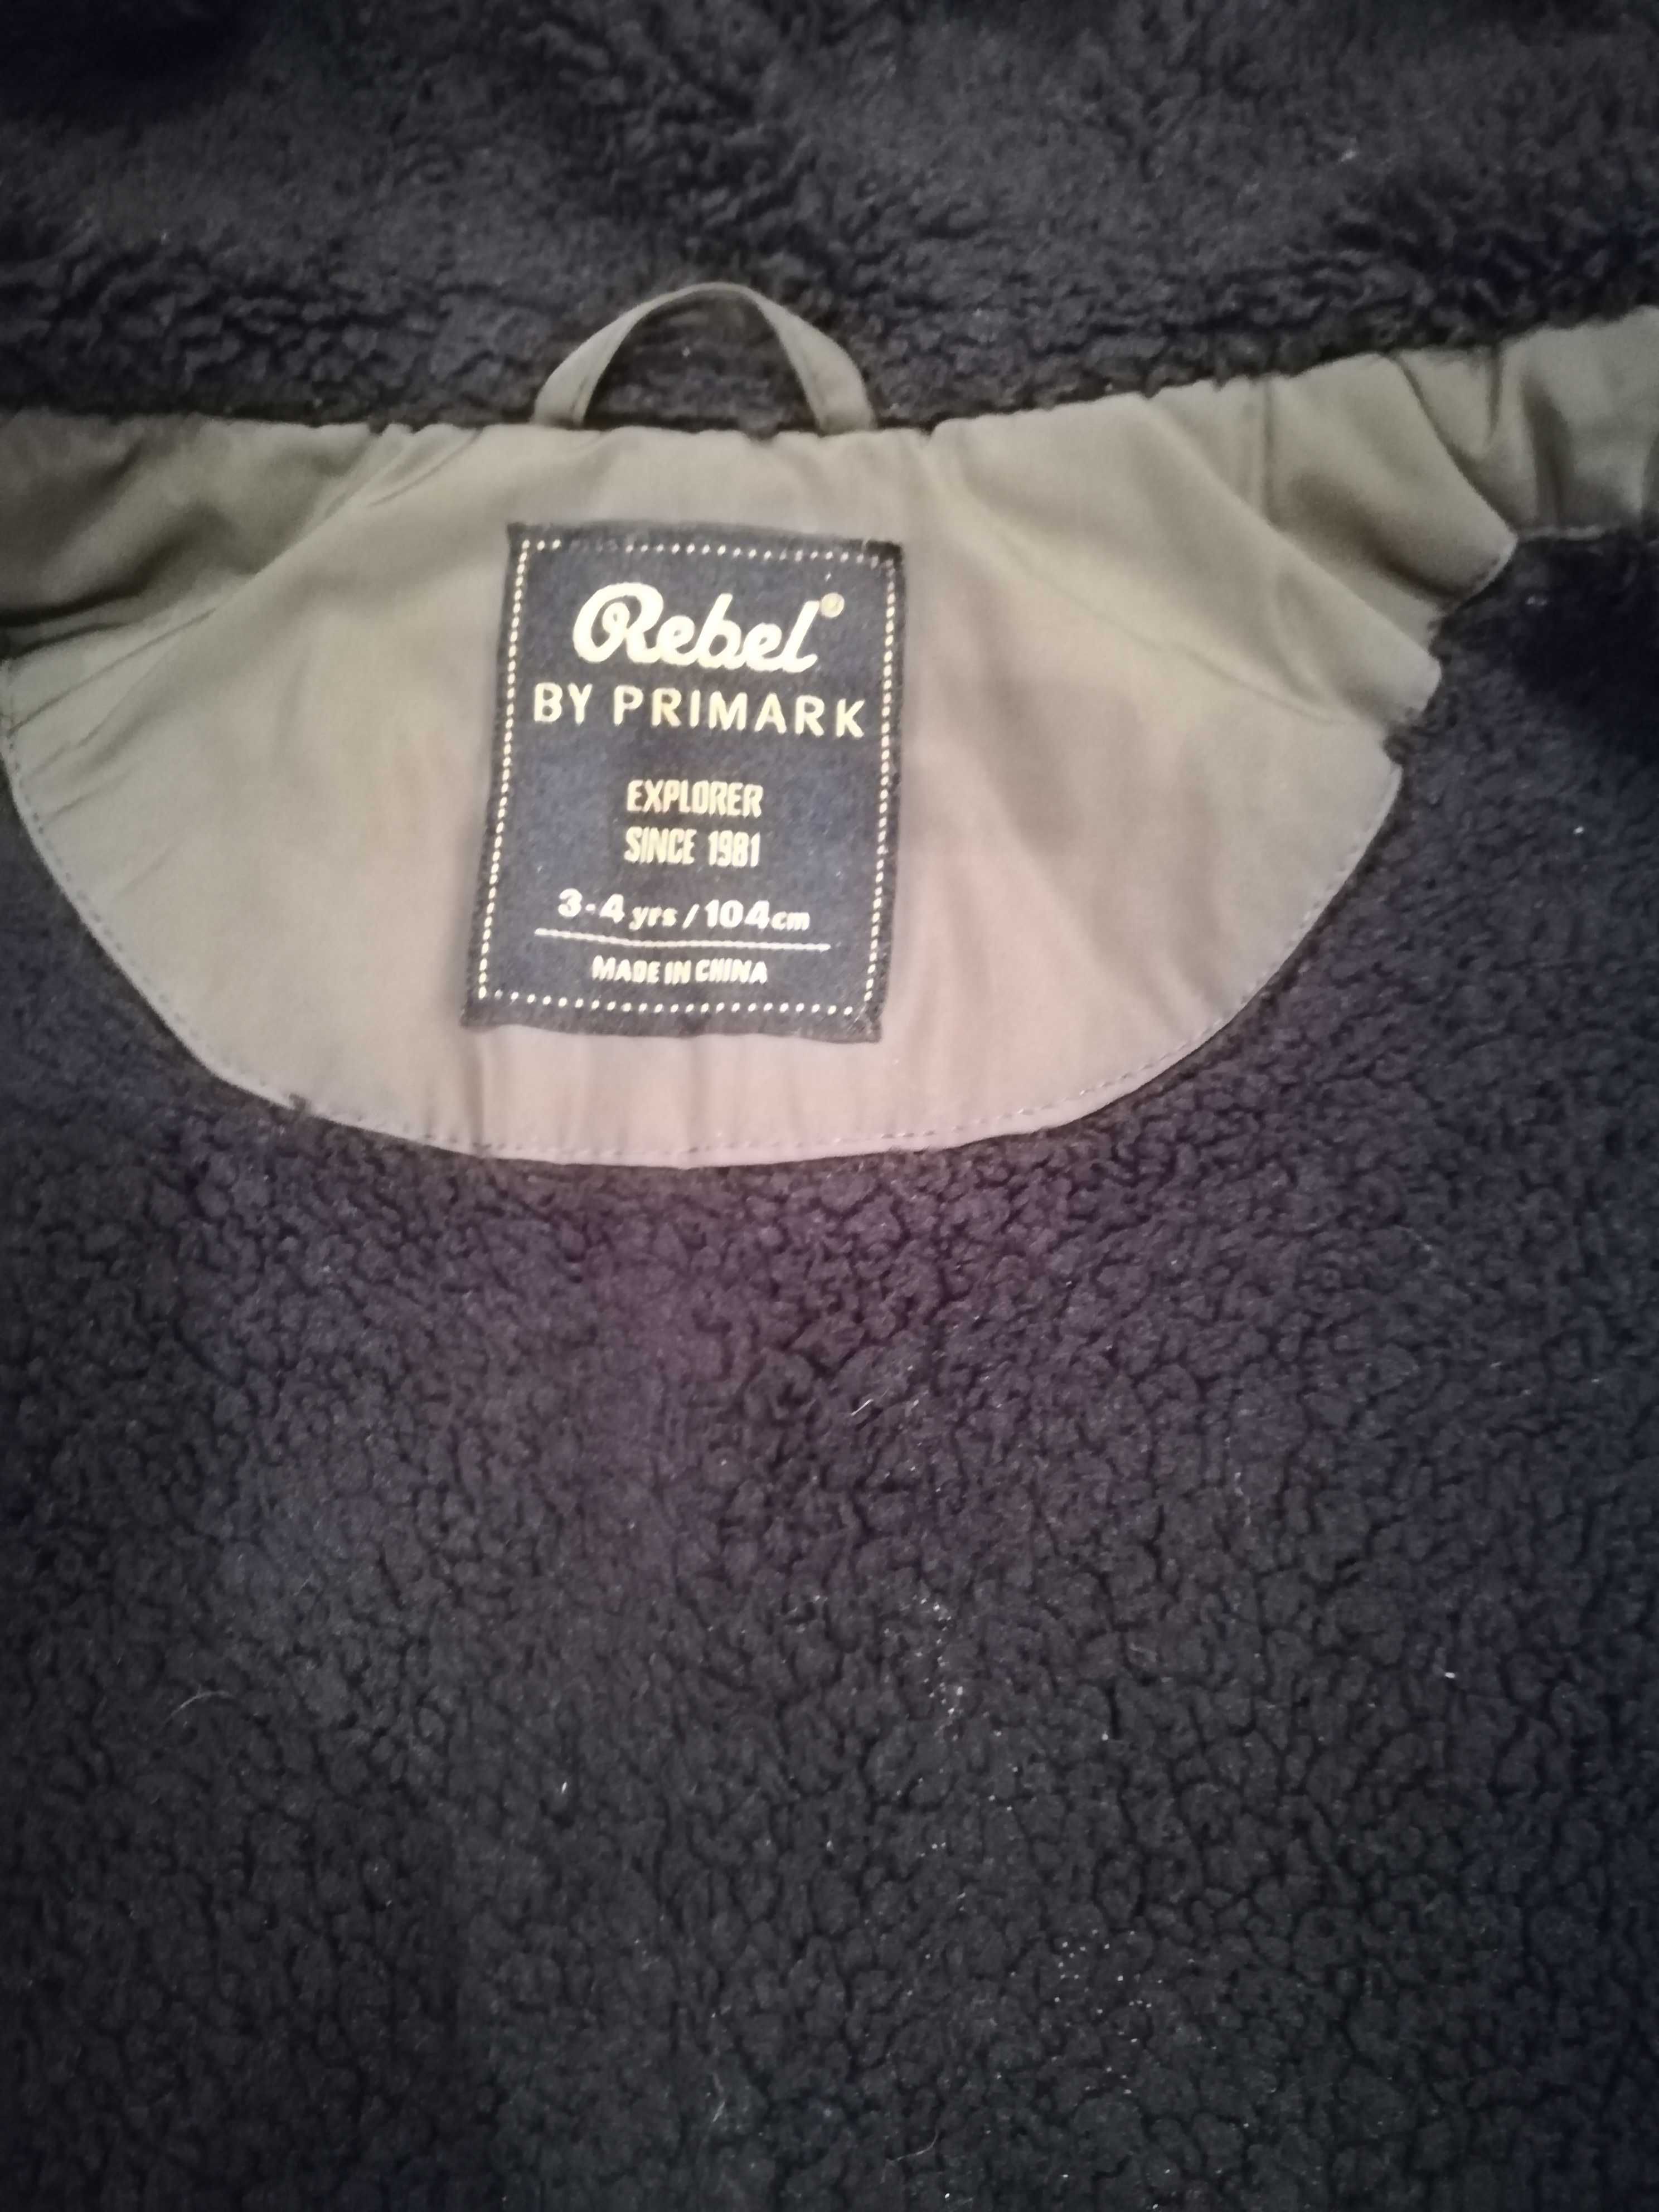 Rebel®
BY PRIMARK
EXPLORER
SINCE 1981
3-4 yrs / 104cm
MADE IN CHINA